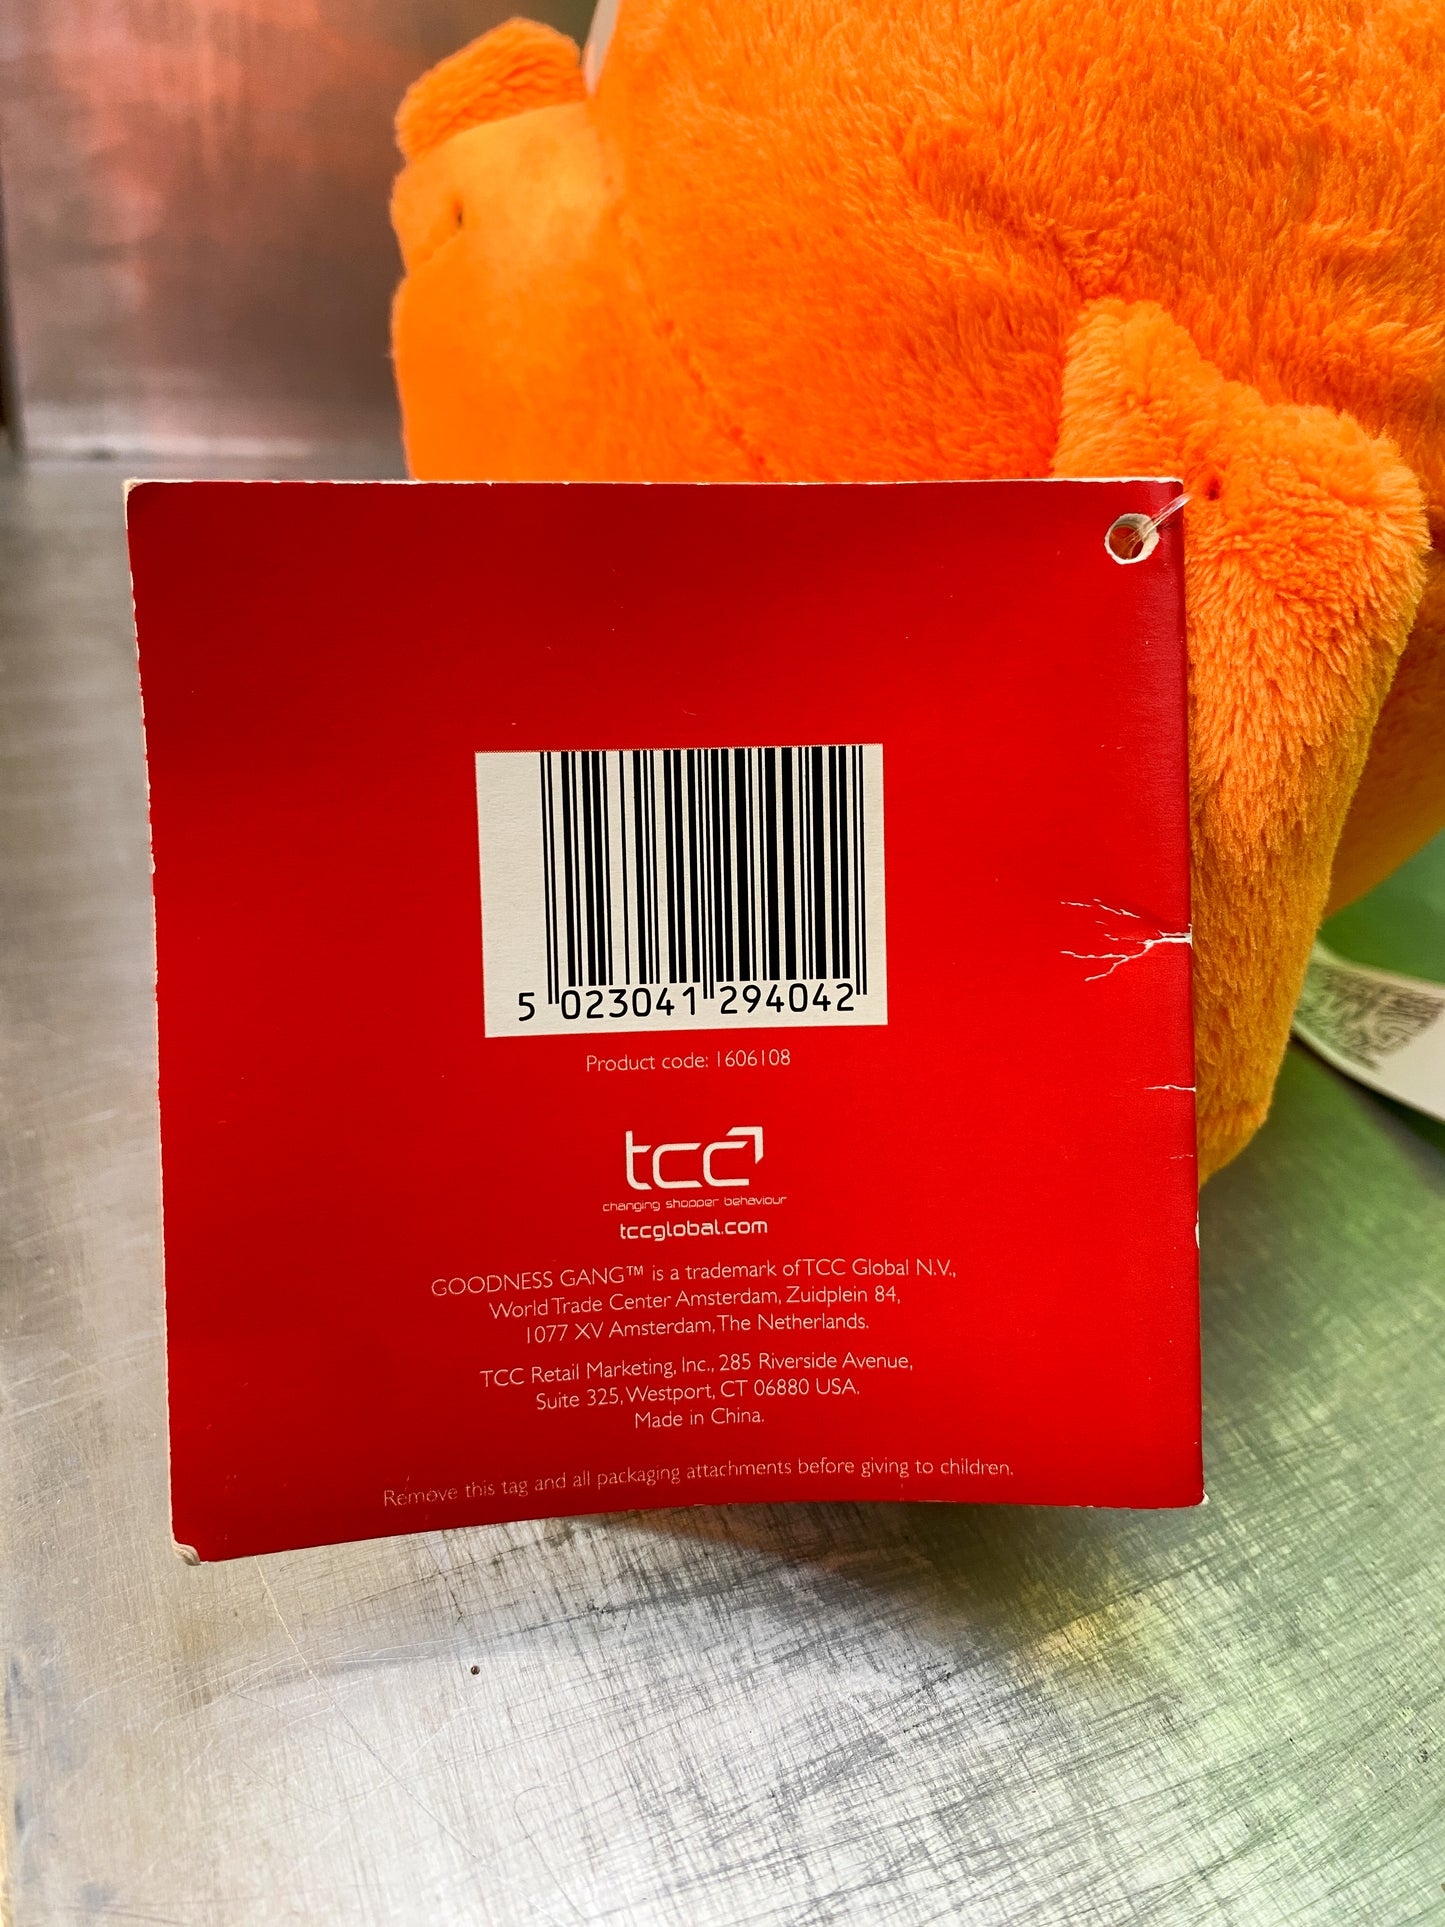 5 023041 294042
Product code: 1606108
tcc
changing shopper behaviour
tccglobal.com
GOODNESS GANG™ is a trademark of TCC Global N.V.,
World Trade Center Amsterdam, Zuidplein 84,
1077 XV Amsterdam, The Netherlands.
TCC Retail Marketing, Inc., 285 Riverside Avenue,
Suite 325, Westport, CT 06880 USA.
Made in China.
Remove this tag and all packaging attachments before giving to children.